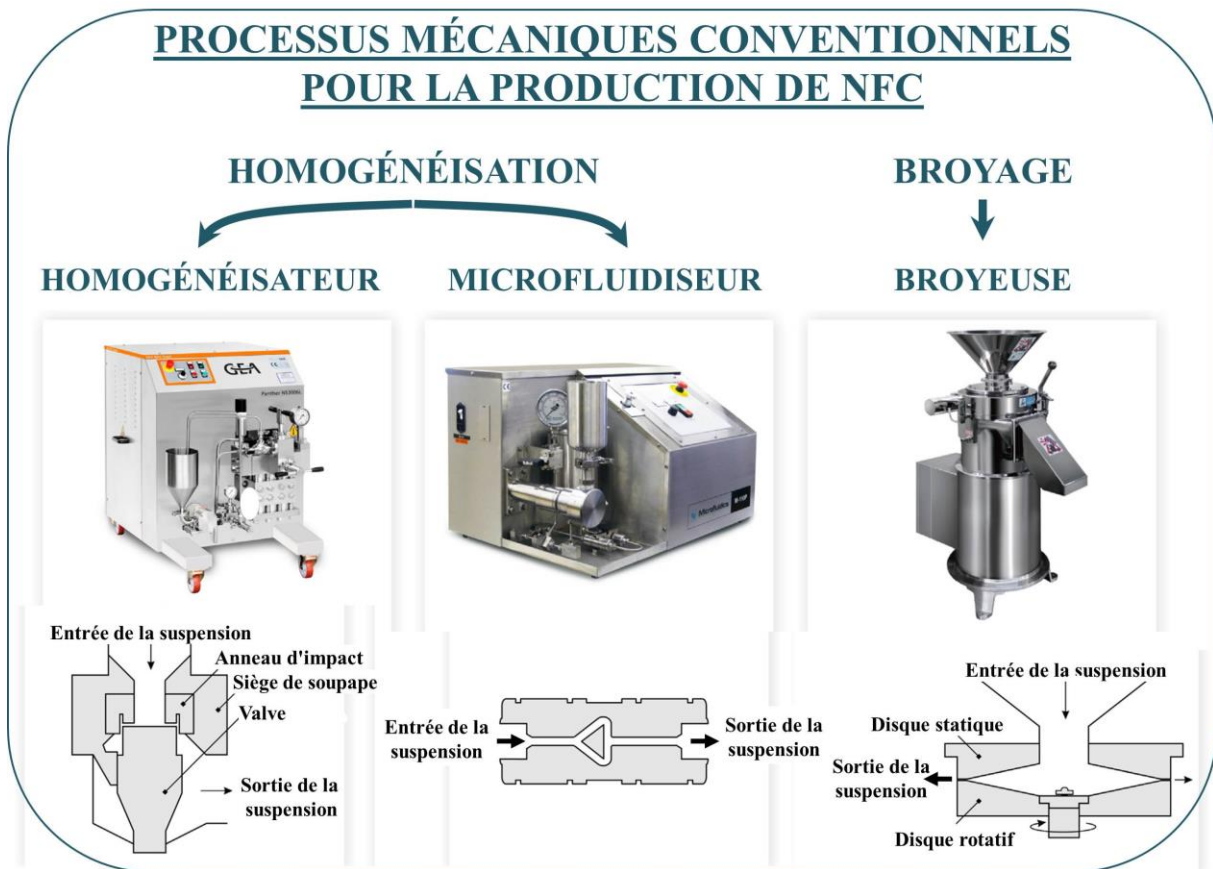 PROCESSUS MÉCANIQUES CONVENTIONNELS
POUR LA PRODUCTION DE NFC
HOMOGÉNÉISATION
BROYAGE
HOMOGÉNÉISATEUR
MICROFLUIDISEUR
BROYEUSE
GEA
Microfluidics
Entrée de la suspension
Anneau d'impact
Siège de soupape
Valve
Sortie de la
suspension
Entrée de la
suspension
Sortie de la
suspension
Entrée de la suspension
Disque statique
Sortie de la
suspension
Disque rotatif